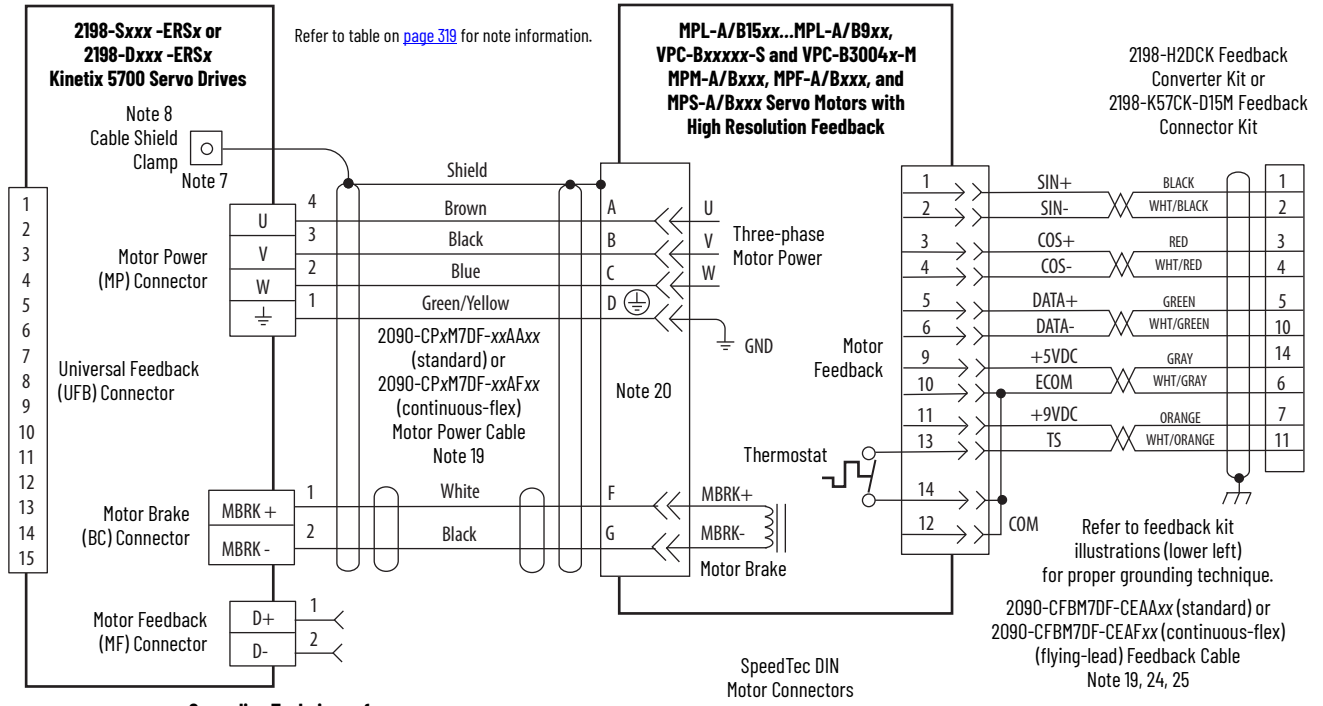 2198-Sxxx -ERSx or
2198-Dxxx -ERSx
Kinetix 5700 Servo Drives
Refer to table on page 319 for note information.
MPL-A/B15xx...MPL-A/B9xx,
VPC-Bxxxxx-S and VPC-B3004x-M
MPM-A/Bxxx, MPF-A/Bxxx, and
MPS-A/Bxxx Servo Motors with
High Resolution Feedback
2198-H2DCK Feedback
Converter Kit or
2198-K57CK-D15M Feedback
Connector Kit
Note 8
Cable Shield
Clamp
Note 7
1
2
3
4
5
6
7
8
9
10
11
12
13
14
15
Universal Feedback
(UFB) Connector
Motor Power
(MP) Connector
U
V
W
4
3
2
1
Shield
Brown
Black
Blue
Green/Yellow
A
B
C
D
U
V
W
Three-phase
Motor Power
GND
2090-CPxM7DF-xxAAxx
(standard) or
2090-CPxM7DF-xxAFxx
(continuous-flex)
Motor Power Cable
Note 19
Note 20
Motor Brake
(BC) Connector
MBRK +
MBRK -
1
2
White
Black
F
G
MBRK+
MBRK-
Motor Brake
Motor Feedback
(MF) Connector
D+
D-
1
2
Motor
Feedback
Thermostat
1 SIN+ BLACK 1
2 SIN- WHT/BLACK 2
3 COS+ RED 3
4 COS- WHT/RED 4
5 DATA+ GREEN 5
6 DATA- WHT/GREEN 10
9 +5VDC GRAY 14
10 ECOM WHT/GRAY 6
11 +9VDC ORANGE 7
13 TS WHT/ORANGE 11
14
12
COM
Refer to feedback kit
illustrations (lower left)
for proper grounding technique.
2090-CFBM7DF-CEAAxx (standard) or
2090-CFBM7DF-CEAFxx (continuous-flex)
(flying-lead) Feedback Cable
Note 19, 24, 25
SpeedTec DIN
Motor Connectors